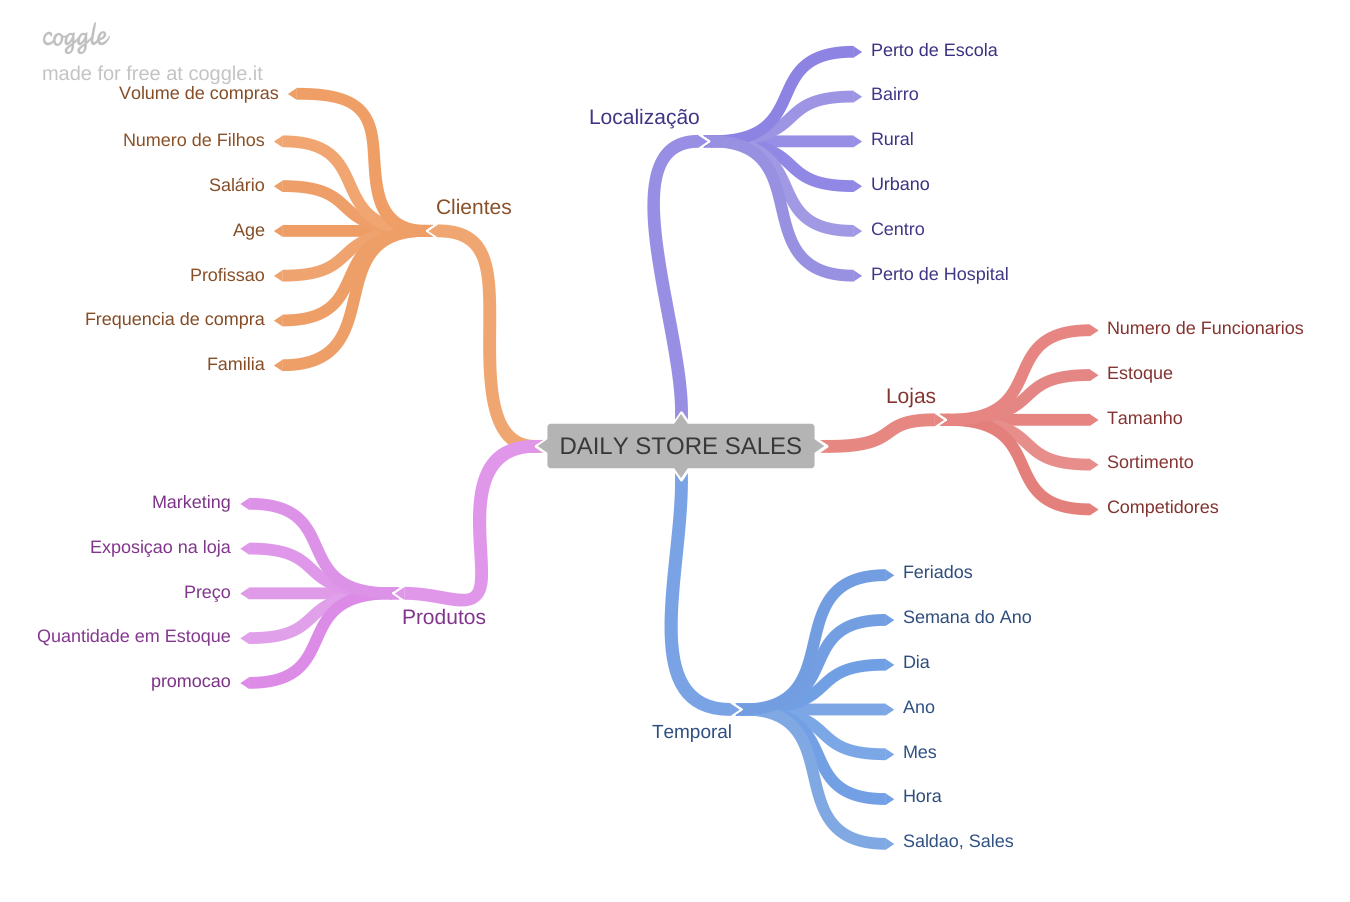 coggle
made for free at coggle.it
Clientes
Volume de compras
Numero de Filhos
Salário
Age
Profissao
Frequencia de compra
Familia
Localização
Perto de Escola
Bairro
Rural
Urbano
Centro
Perto de Hospital
DAILY STORE SALES
Lojas
Numero de Funcionarios
Estoque
Tamanho
Sortimento
Competidores
Produtos
Marketing
Exposiçao na loja
Preço
Quantidade em Estoque
promocao
Temporal
Feriados
Semana do Ano
Dia
Ano
Mes
Hora
Saldao, Sales